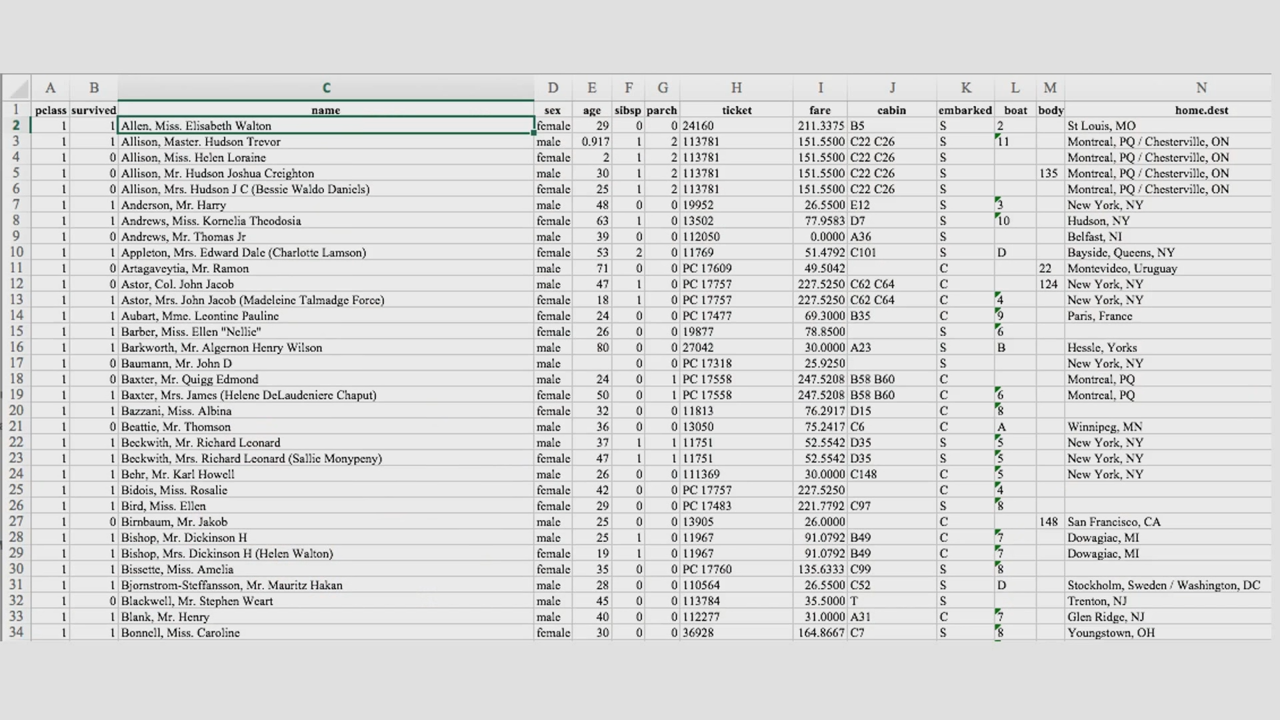 A B C D E F G H I J K L M N
1 pclass survived name sex age sibsp parch ticket fare cabin embarked boat body home.dest
2 1 1 Allen, Miss. Elisabeth Walton female 29 0 0 24160 211.3375 B5 S 2 St Louis, MO
3 1 1 Allison, Master. Hudson Trevor male 0.917 1 2 113781 151.5500 C22 C26 S 11 Montreal, PQ / Chesterville, ON
4 1 0 Allison, Miss. Helen Loraine female 2 1 2 113781 151.5500 C22 C26 S Montreal, PQ / Chesterville, ON
5 1 0 Allison, Mr. Hudson Joshua Creighton male 30 1 2 113781 151.5500 C22 C26 S 135 Montreal, PQ / Chesterville, ON
6 1 0 Allison, Mrs. Hudson J C (Bessie Waldo Daniels) female 25 1 2 113781 151.5500 C22 C26 S Montreal, PQ / Chesterville, ON
7 1 1 Anderson, Mr. Harry male 48 0 0 19952 26.5500 E12 S 3 New York, NY
8 1 1 Andrews, Miss. Kornelia Theodosia female 63 1 0 13502 77.9583 D7 S 10 Hudson, NY
9 1 0 Andrews, Mr. Thomas Jr male 39 0 0 112050 0.0000 A36 S Belfast, NI
10 1 1 Appleton, Mrs. Edward Dale (Charlotte Lamson) female 53 2 0 11769 51.4792 C101 S D Bayside, Queens, NY
11 1 0 Artagaveytia, Mr. Ramon male 71 0 0 PC 17609 49.5042 C 22 Montevideo, Uruguay
12 1 0 Astor, Col. John Jacob male 47 1 0 PC 17757 227.5250 C62 C64 C 124 New York, NY
13 1 1 Astor, Mrs. John Jacob (Madeleine Talmadge Force) female 18 1 0 PC 17757 227.5250 C62 C64 C 4 New York, NY
14 1 1 Aubart, Mme. Leontine Pauline female 24 0 0 PC 17477 69.3000 B35 C 9 Paris, France
15 1 1 Barber, Miss. Ellen "Nellie" female 26 0 0 19877 78.8500 S 6
16 1 1 Barkworth, Mr. Algernon Henry Wilson male 80 0 0 27042 30.0000 A23 S B Hessle, Yorks
17 1 0 Baumann, Mr. John D male 0 0 PC 17318 25.9250 S New York, NY
18 1 0 Baxter, Mr. Quigg Edmond male 24 0 1 PC 17558 247.5208 B58 B60 C Montreal, PQ
19 1 1 Baxter, Mrs. James (Helene DeLaudeniere Chaput) female 50 0 1 PC 17558 247.5208 B58 B60 C 6 Montreal, PQ
20 1 1 Bazzani, Miss. Albina female 32 0 0 11813 76.2917 D15 C 8
21 1 0 Beattie, Mr. Thomson male 36 0 0 13050 75.2417 C6 C A Winnipeg, MN
22 1 1 Beckwith, Mr. Richard Leonard male 37 1 1 11751 52.5542 D35 S 5 New York, NY
23 1 1 Beckwith, Mrs. Richard Leonard (Sallie Monypeny) female 47 1 1 11751 52.5542 D35 S 5 New York, NY
24 1 1 Behr, Mr. Karl Howell male 26 0 0 111369 30.0000 C148 C 5 New York, NY
25 1 1 Bidois, Miss. Rosalie female 42 0 0 PC 17757 227.5250 C 4
26 1 1 Bird, Miss. Ellen female 29 0 0 PC 17483 221.7792 C97 S 8
27 1 0 Birnbaum, Mr. Jakob male 25 0 0 13905 26.0000 C 148 San Francisco, CA
28 1 1 Bishop, Mr. Dickinson H male 25 1 0 11967 91.0792 B49 C 7 Dowagiac, MI
29 1 1 Bishop, Mrs. Dickinson H (Helen Walton) female 19 1 0 11967 91.0792 B49 C 7 Dowagiac, MI
30 1 1 Bissette, Miss. Amelia female 35 0 0 PC 17760 135.6333 C99 S 8
31 1 1 Bjornstrom-Steffansson, Mr. Mauritz Hakan male 28 0 0 110564 26.5500 C52 S D Stockholm, Sweden / Washington, DC
32 1 0 Blackwell, Mr. Stephen Weart male 45 0 0 113784 35.5000 T S Trenton, NJ
33 1 1 Blank, Mr. Henry male 40 0 0 112277 31.0000 A31 C 7 Glen Ridge, NJ
34 1 1 Bonnell, Miss. Caroline female 30 0 0 36928 164.8667 C7 S 8 Youngstown, OH